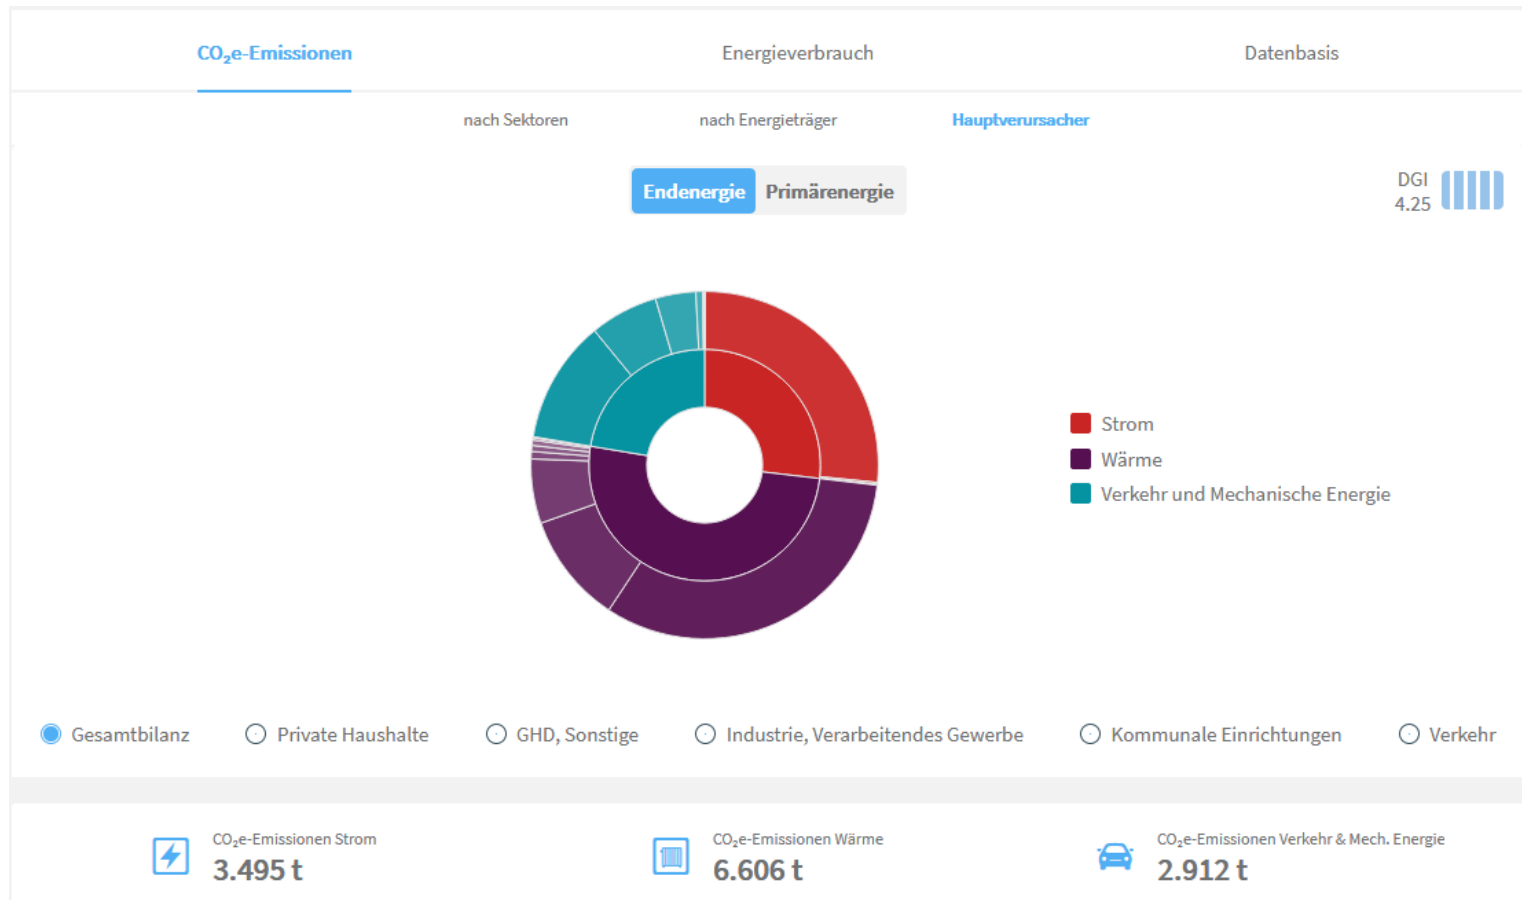 CO₂e-Emissionen Energieverbrauch Datenbasis
nach Sektoren nach Energieträger Hauptverursacher
Endenergie Primärenergie
DGI
4.25
Strom
Wärme
Verkehr und Mechanische Energie
Gesamtbilanz Private Haushalte GHD, Sonstige Industrie, Verarbeitendes Gewerbe Kommunale Einrichtungen Verkehr
CO₂e-Emissionen Strom
3.495 t
CO₂e-Emissionen Wärme
6.606 t
CO₂e-Emissionen Verkehr & Mech. Energie
2.912 t